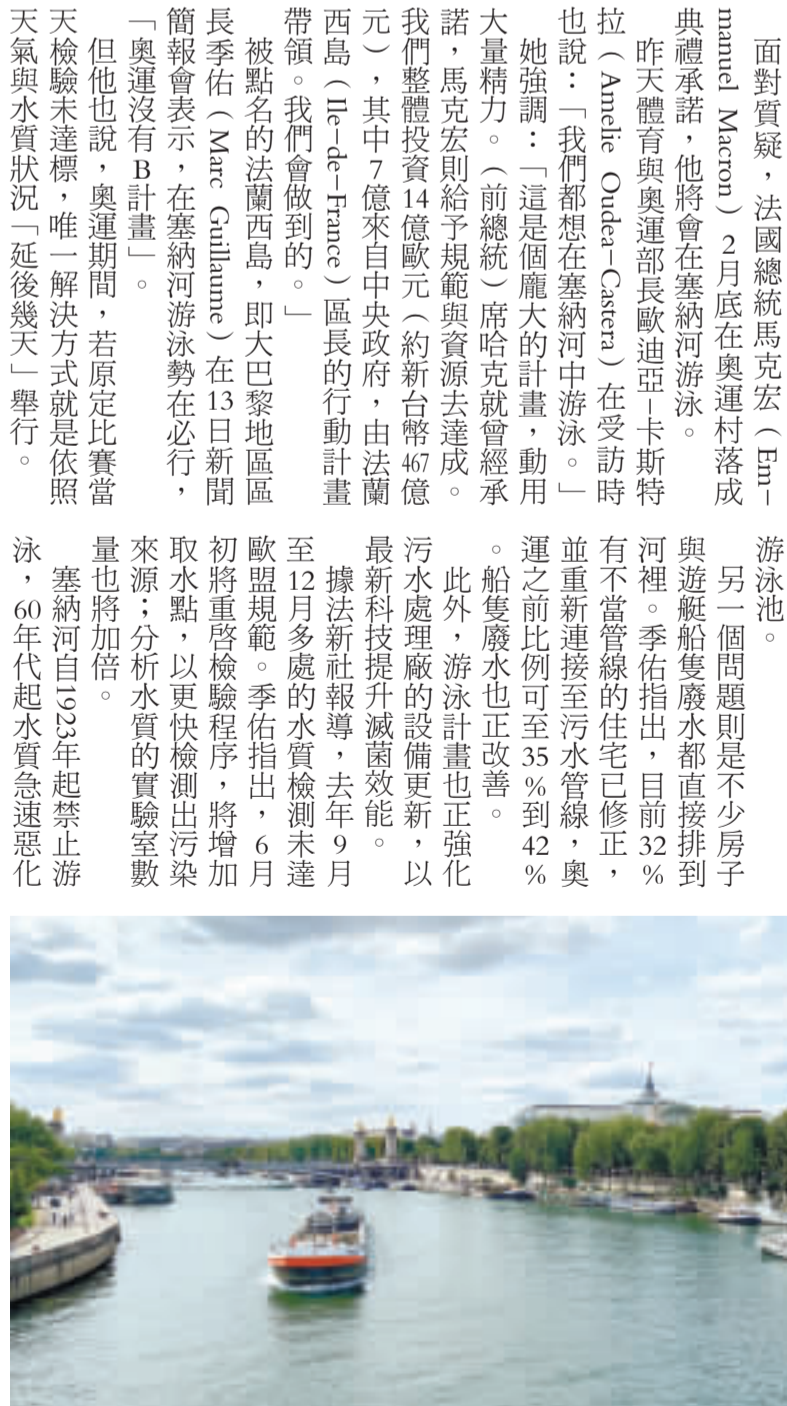 面對質疑，法國總統馬克宏（Em-
manuel Macron）2月底在奧運村落成
典禮承諾，他將會在塞納河游泳。
昨天體育與奧運部長歐迪亞-卡斯特
拉（Amelie Oudea-Castera）在受訪時
也說：「我們都想在塞納河中游泳。」
她強調：「這是個龐大的計畫，動用
大量精力。（前總統）席哈克就曾經承
諾，馬克宏則給予規範與資源去達成。
我們整體投資14億歐元（約新台幣467億
元），其中7億來自中央政府，由法蘭
西島（Ile-de-France）區長的行動計畫
帶領。我們會做到的。」
被點名的法蘭西島，即大巴黎地區區
長季佑（Marc Guillaume）在13日新聞
簡報會表示，在塞納河游泳勢在必行，
「奧運沒有B計畫」。
但他也說，奧運期間，若原定比賽當
天檢驗未達標，唯一解決方式就是依照
天氣與水質狀況「延後幾天」舉行。
游泳池。
另一個問題則是不少房子
與遊艇船隻廢水都直接排到
河裡。季佑指出，目前32%
有不當管線的住宅已修正，
並重新連接至污水管線，奧
運之前比例可至35%到42%
。船隻廢水也正改善。
此外，游泳計畫也正強化
污水處理廠的設備更新，以
最新科技提升滅菌效能。
據法新社報導，去年9月
至12月多處的水質檢測未達
歐盟規範。季佑指出，6月
初將重啓檢驗程序，將增加
取水點，以更快檢測出污染
來源；分析水質的實驗室數
量也將加倍。
塞納河自1923年起禁止游
泳，60年代起水質急速惡化